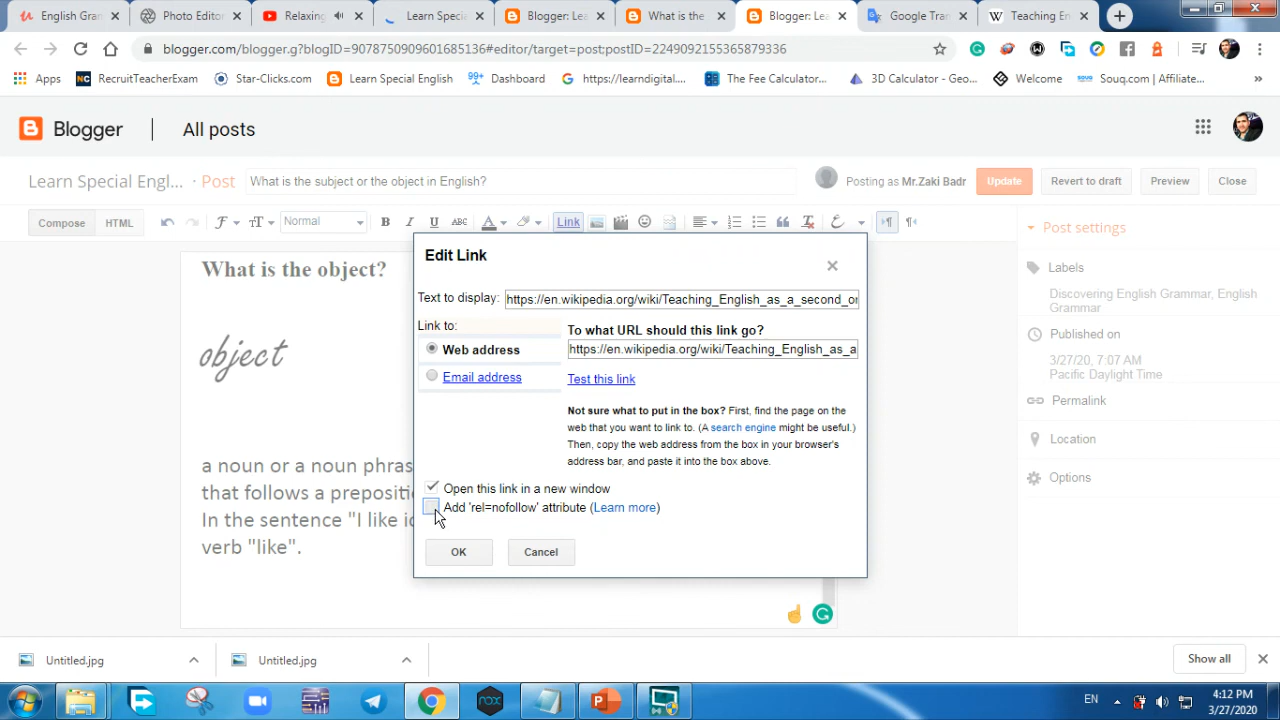 English Gran
Photo Editor
Relaxing
Learn Speci
Blogger: Le
What is the
Blogger: Lea
Google Tran
Teaching En
blogger.com/blogger.g?blogID=9078750909601685136#editor/target=post;postID=2249092155365879336
Apps
RecruitTeacherExam
Star-Clicks.com
Learn Special English
Dashboard
https://learndigital.
The Fee Calculator...
3D Calculator - Geo...
Welcome
Souq.com | Affiliate...
»
Blogger
All posts
Learn Special Engl... · Post
What is the subject or the object in English?
Posting as Mr.Zaki Badr
Update
Revert to draft
Preview
Close
Compose
HTML
Normal
B
I
U
ABC
A
Link
Post settings
What is the object?
Edit Link
Labels
Discovering English Grammar, English
Grammar
Text to display:
https://en.wikipedia.org/wiki/Teaching_English_as_a_second_or
Link to:
To what URL should this link go?
Published on
Web address
https://en.wikipedia.org/wiki/Teaching_English_as_a
3/27/20, 7:07 AM
Pacific Daylight Time
object
Email address
Test this link
Permalink
Not sure what to put in the box? First, find the page on the
web that you want to link to. (A search engine might be useful.)
Then, copy the web address from the box in your browser's
address bar, and paste it into the box above.
Location
Options
a noun or a noun phras
that follows a preposition
In the sentence "I like ic
verb "like".
Open this link in a new window
Add 'rel=nofollow' attribute (Learn more)
OK
Cancel
Untitled.jpg
Untitled.jpg
Show all
EN
4:12 PM
3/27/2020